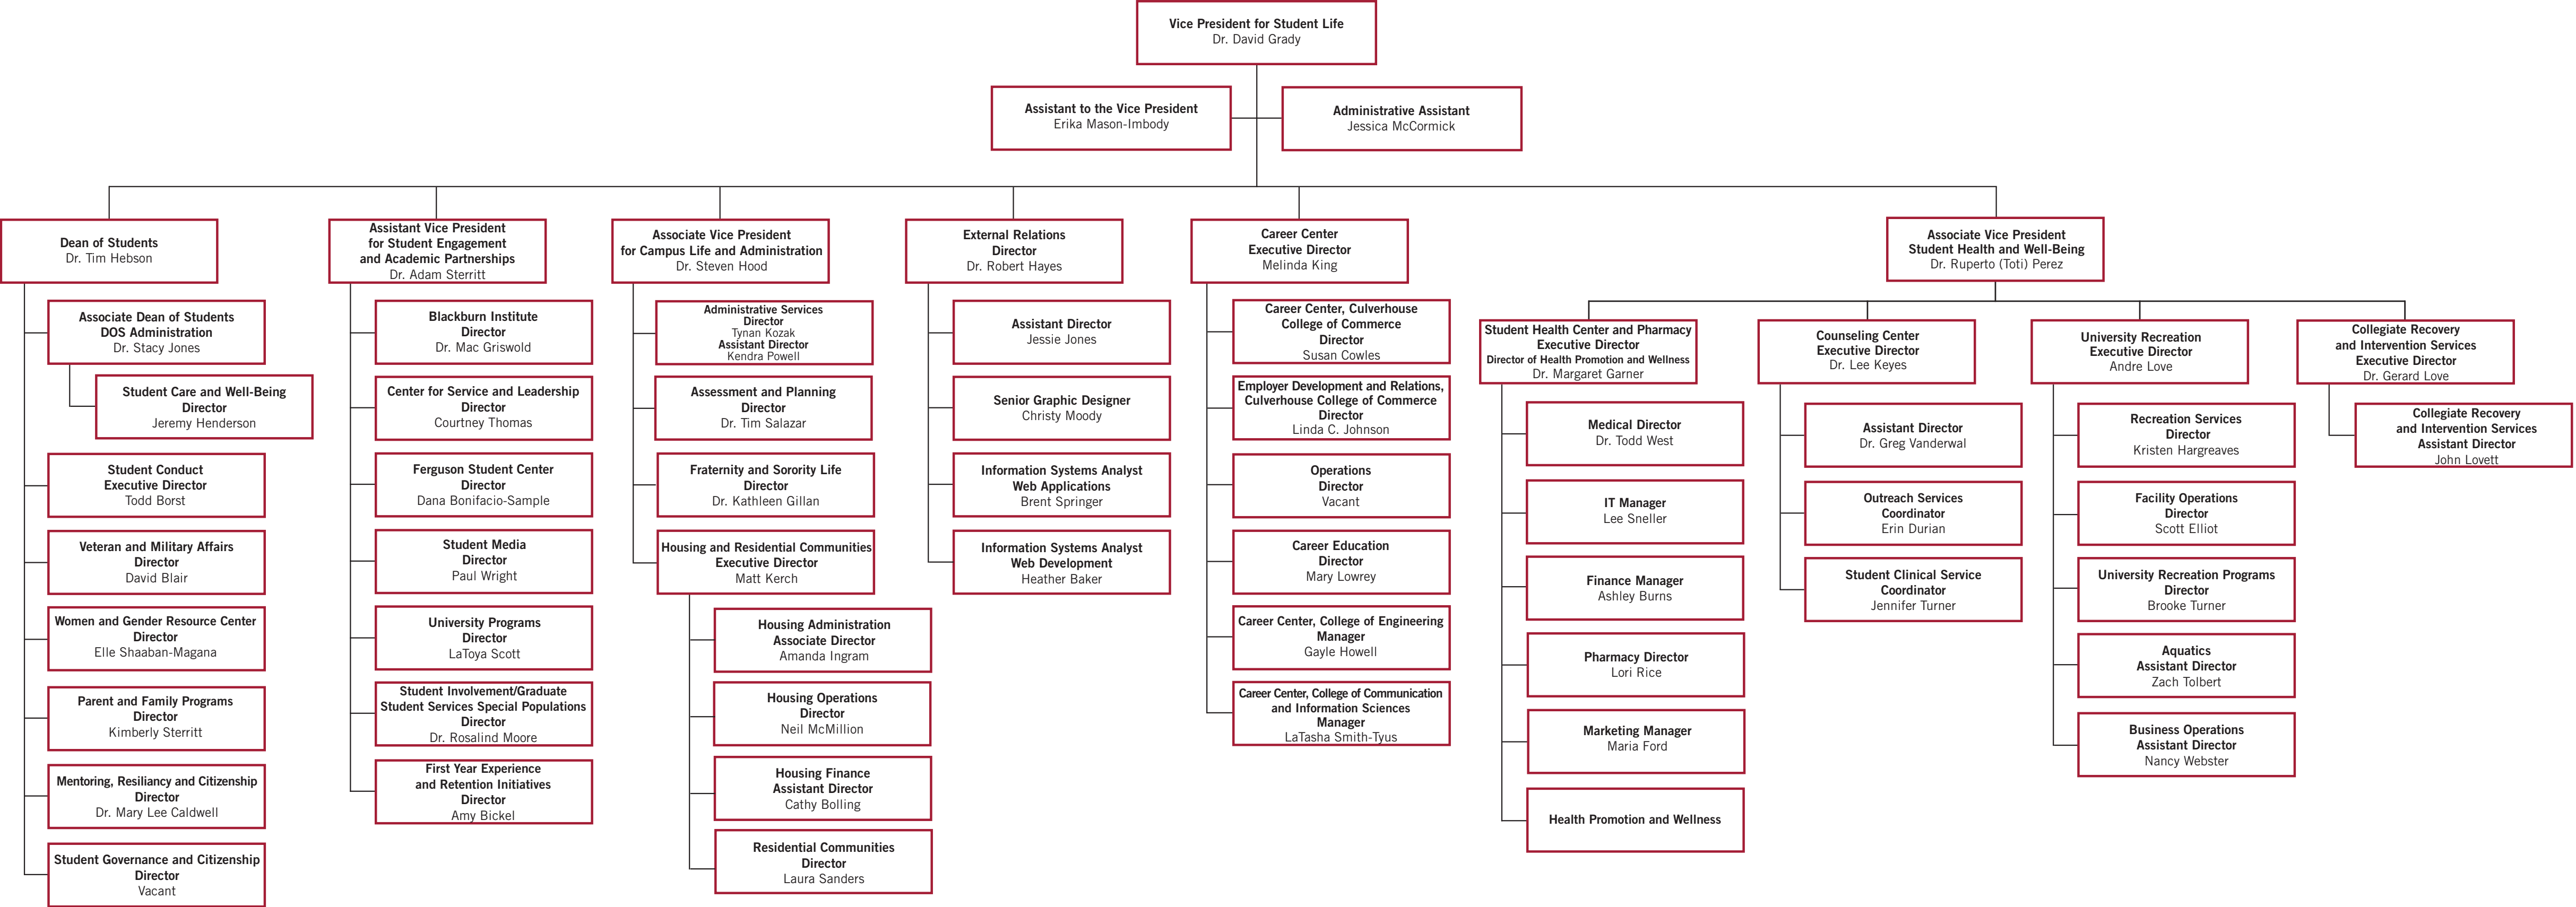 Vice President for Student Life
Dr. David Grady
Assistant to the Vice President
Erika Mason-Imbody
Administrative Assistant
Jessica McCormick
Dean of Students
Dr. Tim Hebson
Associate Dean of Students
DOS Administration
Dr. Stacy Jones
Student Care and Well-Being
Director
Jeremy Henderson
Student Conduct
Executive Director
Todd Borst
Veteran and Military Affairs
Director
David Blair
Women and Gender Resource Center
Director
Elle Shaaban-Magana
Parent and Family Programs
Director
Kimberly Sterritt
Mentoring, Resiliancy and Citizenship
Director
Dr. Mary Lee Caldwell
Student Governance and Citizenship
Director
Vacant
Assistant Vice President
for Student Engagement
and Academic Partnerships
Dr. Adam Sterritt
Blackburn Institute
Director
Dr. Mac Griswold
Center for Service and Leadership
Director
Courtney Thomas
Ferguson Student Center
Director
Dana Bonifacio-Sample
Student Media
Director
Paul Wright
University Programs
Director
LaToya Scott
Student Involvement/Graduate
Student Services Special Populations
Director
Dr. Rosalind Moore
First Year Experience
and Retention Initiatives
Director
Amy Bickel
Associate Vice President
for Campus Life and Administration
Dr. Steven Hood
Administrative Services
Director
Tynan Kozak
Assistant Director
Kendra Powell
Assessment and Planning
Director
Dr. Tim Salazar
Fraternity and Sorority Life
Director
Dr. Kathleen Gillan
Housing and Residential Communities
Executive Director
Matt Kerch
Housing Administration
Associate Director
Amanda Ingram
Housing Operations
Director
Neil McMillion
Housing Finance
Assistant Director
Cathy Bolling
Residential Communities
Director
Laura Sanders
External Relations
Director
Dr. Robert Hayes
Assistant Director
Jessie Jones
Senior Graphic Designer
Christy Moody
Information Systems Analyst
Web Applications
Brent Springer
Information Systems Analyst
Web Development
Heather Baker
Career Center
Executive Director
Melinda King
Career Center, Culverhouse
College of Commerce
Director
Susan Cowles
Employer Development and Relations,
Culverhouse College of Commerce
Director
Linda C. Johnson
Operations
Director
Vacant
Career Education
Director
Mary Lowrey
Career Center, College of Engineering
Manager
Gayle Howell
Career Center, College of Communication
and Information Sciences
Manager
LaTasha Smith-Tyus
Associate Vice President
Student Health and Well-Being
Dr. Ruperto (Toti) Perez
Student Health Center and Pharmacy
Executive Director
Director of Health Promotion and Wellness
Dr. Margaret Garner
Medical Director
Dr. Todd West
IT Manager
Lee Sneller
Finance Manager
Ashley Burns
Pharmacy Director
Lori Rice
Marketing Manager
Maria Ford
Health Promotion and Wellness
Counseling Center
Executive Director
Dr. Lee Keyes
Assistant Director
Dr. Greg Vanderwal
Outreach Services
Coordinator
Erin Durian
Student Clinical Service
Coordinator
Jennifer Turner
University Recreation
Executive Director
Andre Love
Recreation Services
Director
Kristen Hargreaves
Facility Operations
Director
Scott Elliot
University Recreation Programs
Director
Brooke Turner
Aquatics
Assistant Director
Zach Tolbert
Business Operations
Assistant Director
Nancy Webster
Collegiate Recovery
and Intervention Services
Executive Director
Dr. Gerard Love
Collegiate Recovery
and Intervention Services
Assistant Director
John Lovett